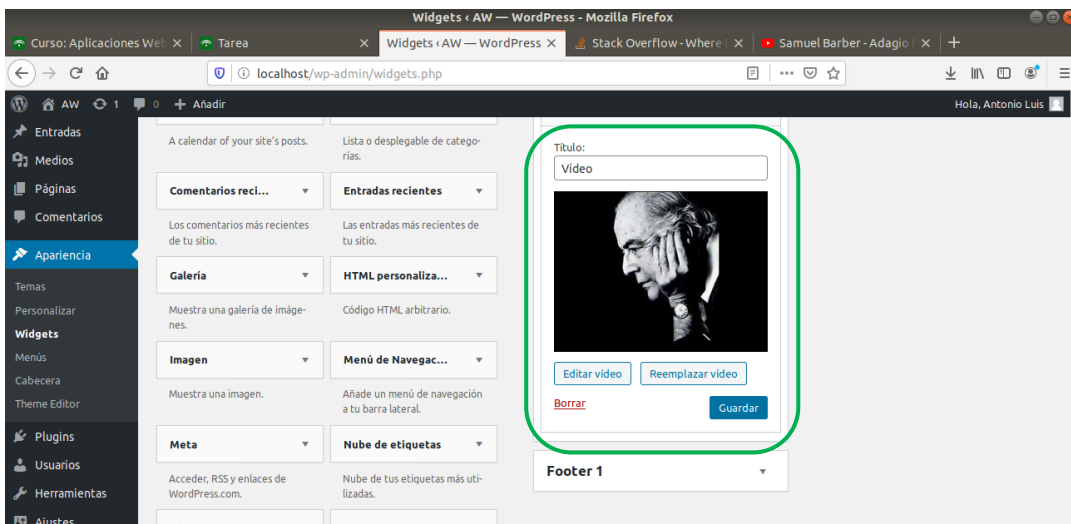 Widgets ‹ AW — WordPress - Mozilla Firefox
Curso: Aplicaciones Web
Tarea
Widgets ‹ AW — WordPress
Stack Overflow - Where
Samuel Barber - Adagio
localhost/wp-admin/widgets.php
AW 1 0 + Añadir
Hola, Antonio Luis
Entradas
Medios
Páginas
Comentarios
Apariencia
Temas
Personalizar
Widgets
Menús
Cabecera
Theme Editor
Plugins
Usuarios
Herramientas
Ajustes
A calendar of your site's posts.
Lista o desplegable de catego-
rías.
Comentarios reci...
Entradas recientes
Los comentarios más recientes
de tu sitio.
Las entradas más recientes de
tu sitio.
Galería
HTML personaliza...
Muestra una galería de imáge-
nes.
Código HTML arbitrario.
Imagen
Menú de Navegac...
Muestra una imagen.
Añade un menú de navegación
a tu barra lateral.
Meta
Nube de etiquetas
Acceder, RSS y enlaces de
WordPress.com.
Nube de tus etiquetas más uti-
lizadas.
Título:
Vídeo
Editar vídeo
Reemplazar vídeo
Borrar
Guardar
Footer 1